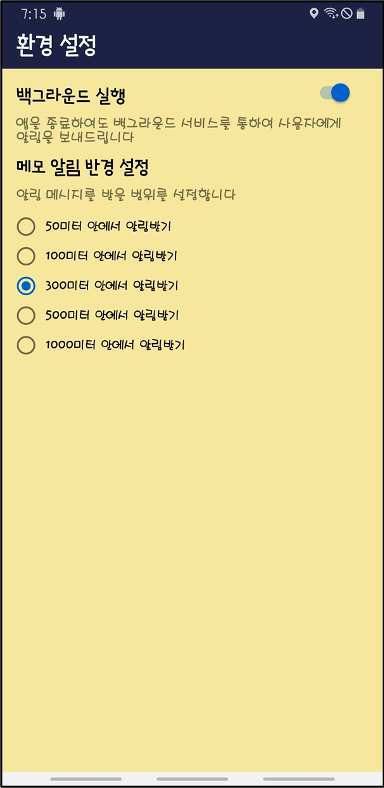 7:15
환경 설정
백그라운드 실행
앱을 종료하여도 백그라운드 서비스를 통하여 사용자에게
알림을 보내드립니다
메모 알림 반경 설정
알림 메시지를 받을 범위를 설정합니다
50미터 안에서 알림받기
100미터 안에서 알림받기
300미터 안에서 알림받기
500미터 안에서 알림받기
1000미터 안에서 알림받기